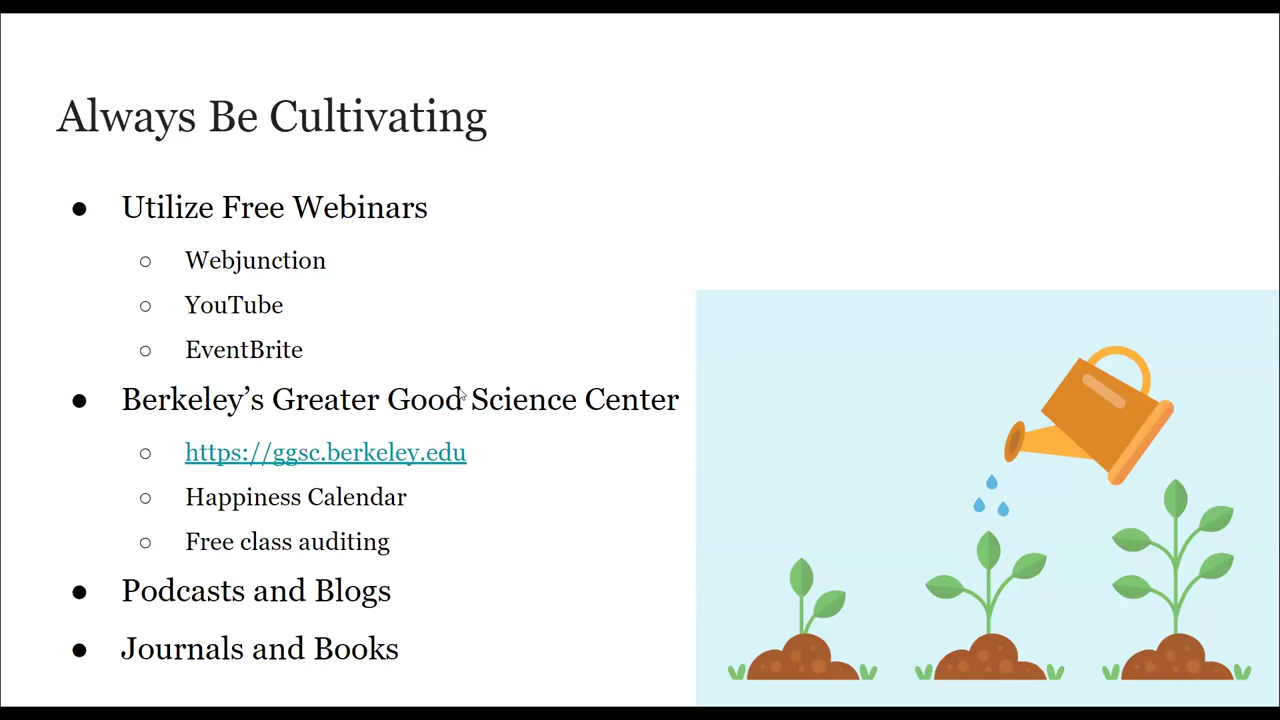 Always Be Cultivating
● Utilize Free Webinars
○ Webjunction
○ YouTube
○ EventBrite
● Berkeley’s Greater Good Science Center
○ https://ggsc.berkeley.edu
○ Happiness Calendar
○ Free class auditing
● Podcasts and Blogs
● Journals and Books